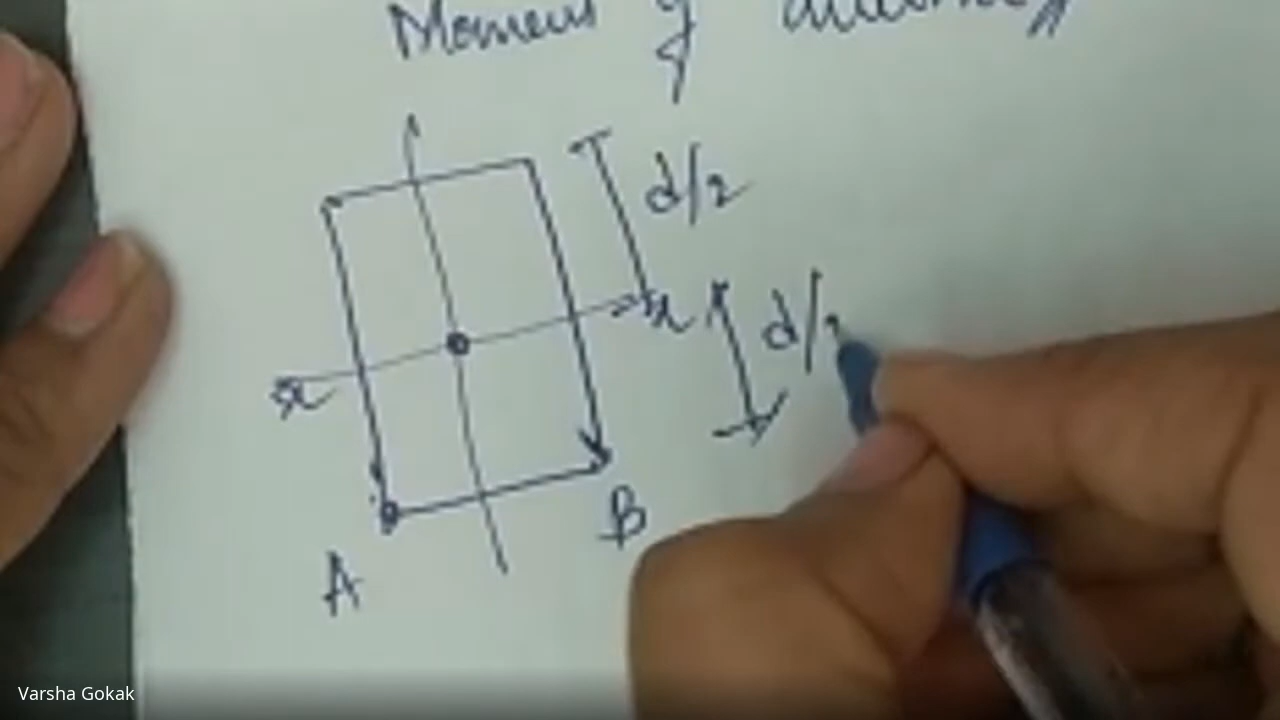 Moment of
d/2
x
x
d/2
B
A
Varsha Gokak